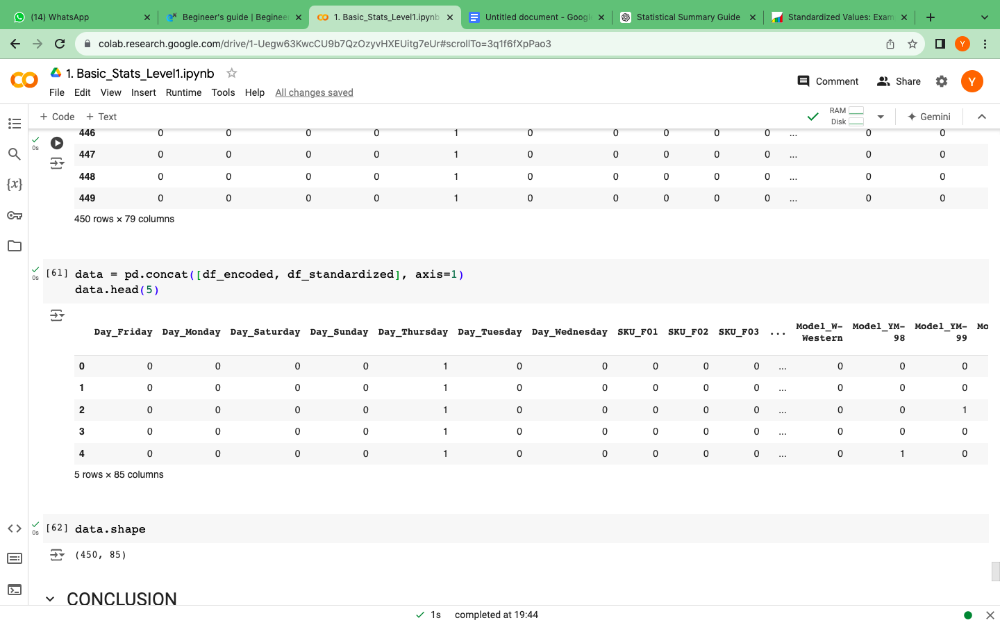 (14) WhatsApp
Begineer's guide | Beginee
1. Basic_Stats_Level1.ipynb
Untitled document - Google
Statistical Summary Guide
Standardized Values: Exam
colab.research.google.com/drive/1-Uegw63KwcCU9b7QzOzyvHXEUitg7eUr#scrollTo=3q1f6fXpPao3
Y
1. Basic_Stats_Level1.ipynb
File Edit View Insert Runtime Tools Help All changes saved
Comment Share Y
+ Code + Text
RAM
Disk
Gemini
446 0 0 0 0 1 0 0 0 0 0 ... 0 0
0s
447 0 0 0 0 1 0 0 0 0 0 ... 0 0
448 0 0 0 0 1 0 0 0 0 0 ... 0 0
449 0 0 0 0 1 0 0 0 0 0 ... 0 0
450 rows × 79 columns
0s
[61] data = pd.concat([df_encoded, df_standardized], axis=1)
data.head(5)
Day_Friday Day_Monday Day_Saturday Day_Sunday Day_Thursday Day_Tuesday Day_Wednesday SKU_F01 SKU_F02 SKU_F03 ... Model_W-Western Model_YM-98 Model_YM-99 Mo
0 0 0 0 0 1 0 0 0 0 0 ... 0 0 0
1 0 0 0 0 1 0 0 0 0 0 ... 0 0 0
2 0 0 0 0 1 0 0 0 0 0 ... 0 0 1
3 0 0 0 0 1 0 0 0 0 0 ... 0 0 0
4 0 0 0 0 1 0 0 0 0 0 ... 0 1 0
5 rows × 85 columns
0s
[62] data.shape
(450, 85)
CONCLUSION
1s completed at 19:44